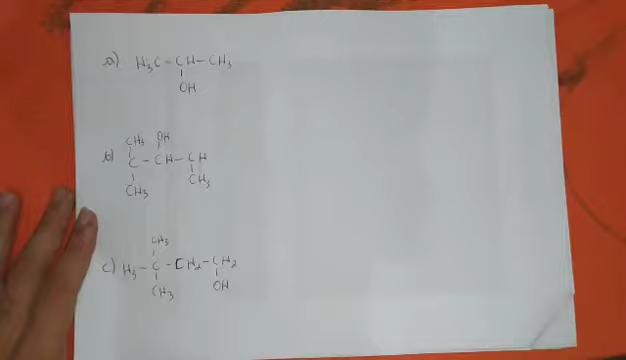 a) H₃C - CH - CH₃
OH
CH₃ OH
b) C - CH - CH
CH₃ CH₃
CH₃
c) H₃ - C - CH₂ - CH₂
CH₃ OH